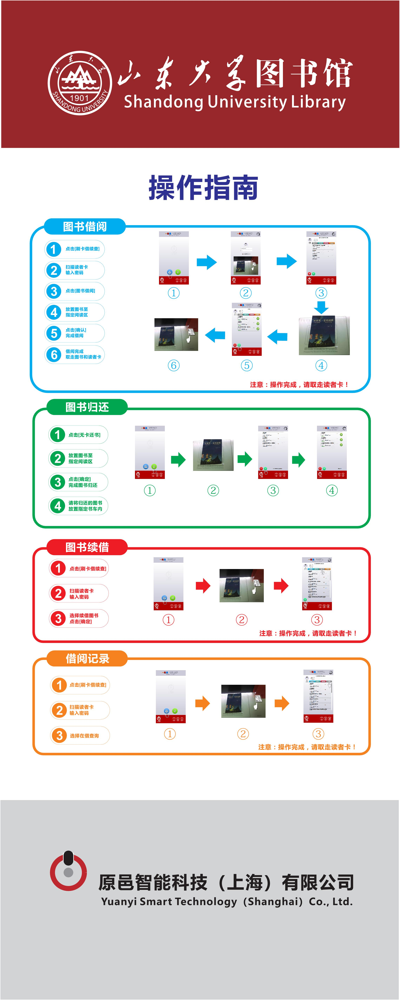 山东大学
1901
SHANDONG UNIVERSITY
山东大学图书馆
Shandong University Library
操作指南
图书借阅
1 点击[刷卡借续查]
2 扫描读者卡
输入密码
3 点击[图书借阅]
4 放置图书至
指定阅读区
5 点击[确认]
完成借阅
6 借阅完成
取走图书和读者卡
① ② ③
⑥ ⑤ ④
注意：操作完成，请取走读者卡！
图书归还
1 点击[无卡还书]
2 放置图书至
指定阅读区
3 点击[确定]
完成图书归还
4 请将归还的图书
放置指定书车内
① ② ③ ④
图书续借
1 点击[刷卡借续查]
2 扫描读者卡
输入密码
3 选择续借图书
点击[确定]
① ② ③
注意：操作完成，请取走读者卡！
借阅记录
1 点击[刷卡借续查]
2 扫描读者卡
输入密码
3 选择在借查询
① ② ③
注意：操作完成，请取走读者卡！
原邑智能科技（上海）有限公司
Yuanyi Smart Technology（Shanghai）Co., Ltd.